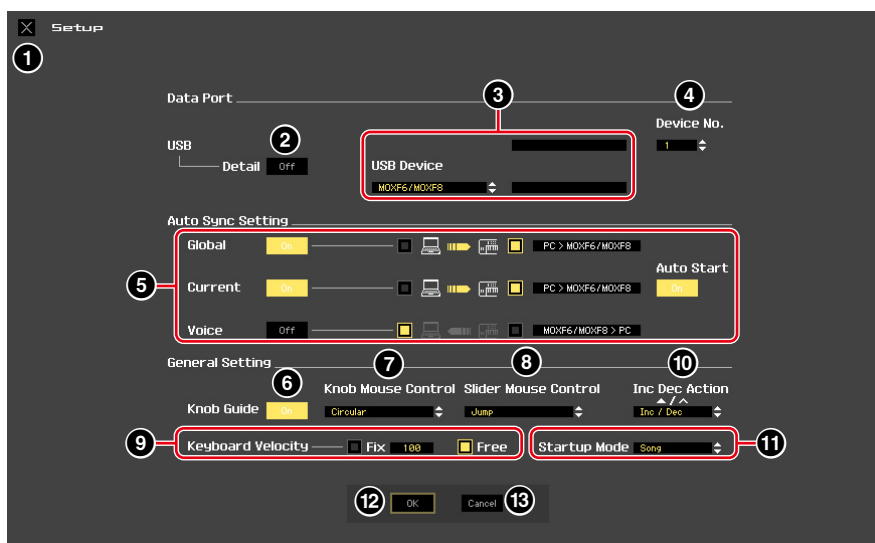 Setup
1
Data Port
3
4
Device No.
USB
2
1
Detail Off
USB Device
MOXF6/MOXF8
Auto Sync Setting
Global On PC > MOXF6/MOXF8
Auto Start
5
Current On PC > MOXF6/MOXF8 On
Voice Off MOXF6/MOXF8 > PC
General Setting
7
8
10
6
Knob Mouse Control Slider Mouse Control Inc Dec Action
Knob Guide On Circular Jump Inc / Dec
9
Keyboard Velocity Fix 100 Free Startup Mode Song
11
12 OK Cancel 13